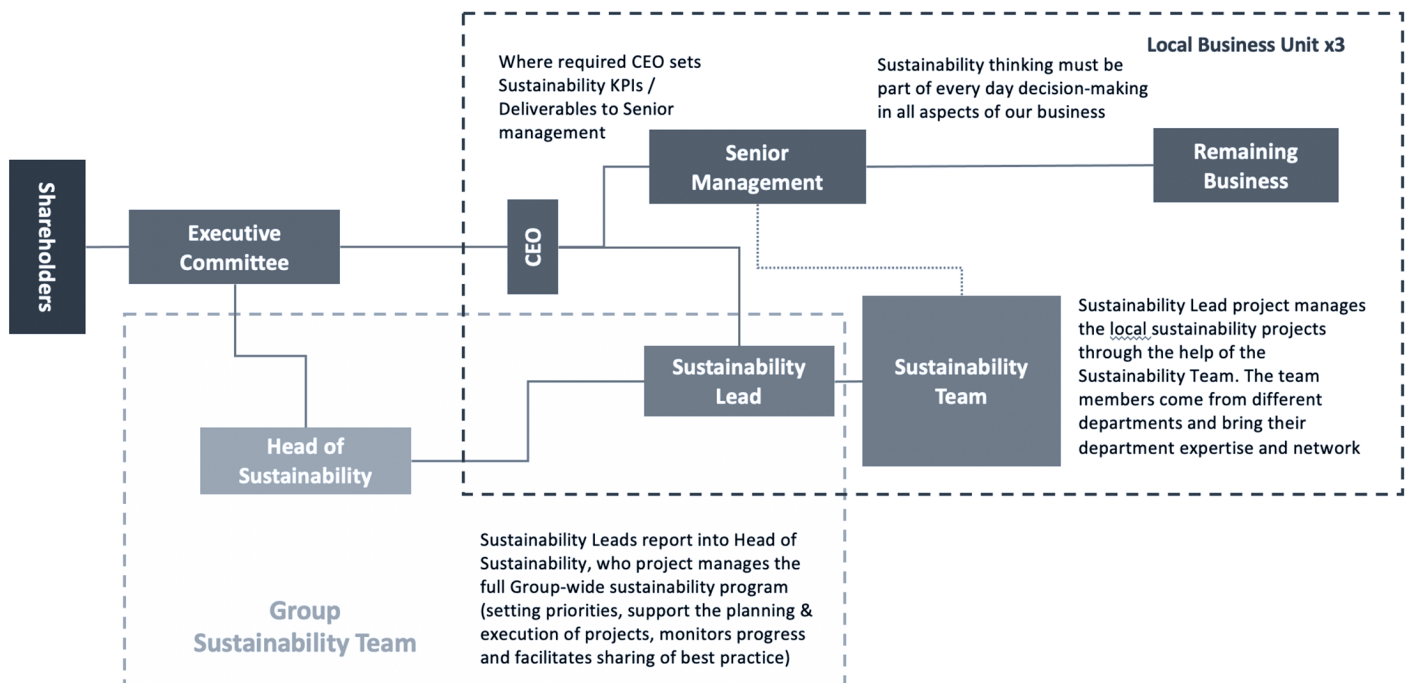 Local Business Unit x3
Where required CEO sets
Sustainability KPIs /
Deliverables to Senior
management
Sustainability thinking must be
part of every day decision-making
in all aspects of our business
Senior
Management
Remaining
Business
Shareholders
Executive
Committee
CEO
Sustainability
Lead
Sustainability
Team
Sustainability Lead project manages
the local sustainability projects
through the help of the
Sustainability Team. The team
members come from different
departments and bring their
department expertise and network
Head of
Sustainability
Sustainability Leads report into Head of
Sustainability, who project manages the
full Group-wide sustainability program
(setting priorities, support the planning &
execution of projects, monitors progress
and facilitates sharing of best practice)
Group
Sustainability Team